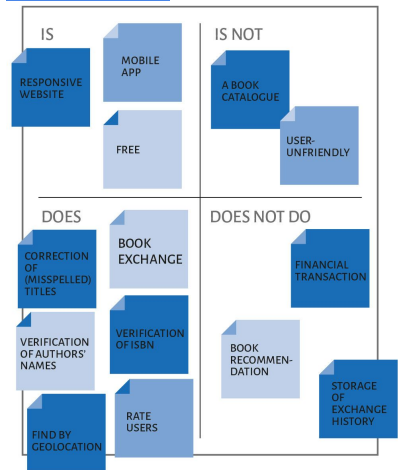 IS
RESPONSIVE
WEBSITE
MOBILE
APP
FREE
IS NOT
A BOOK
CATALOGUE
USER-
UNFRIENDLY
DOES
CORRECTION
OF
(MISSPELLED)
TITLES
BOOK
EXCHANGE
VERIFICATION
OF AUTHORS'
NAMES
VERIFICATION
OF ISBN
FIND BY
GEOLOCATION
RATE
USERS
DOES NOT DO
FINANCIAL
TRANSACTION
BOOK
RECOMMEN-
DATION
STORAGE
OF
EXCHANGE
HISTORY